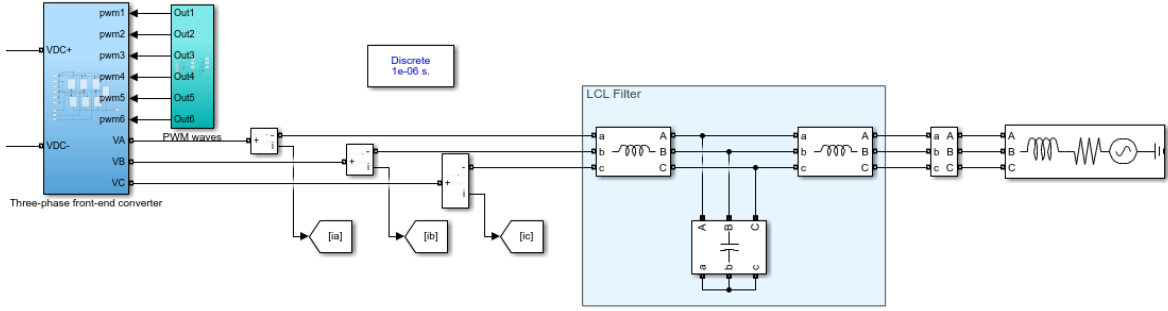 pwm1
Out1
pwm2
Out2
VDC+
pwm3
Out3
pwm4
Out4
pwm5
Out5
pwm6
Out6
PWM waves
VDC-
VA
VB
VC
Three-phase front-end converter
Discrete
1e-06 s.
+
-
i
+
-
i
+
-
i
[ia]
[ib]
[ic]
LCL Filter
a A
b B
c C
a A
b B
c C
A B C
a b c
a A
b B
c C
A
B
C